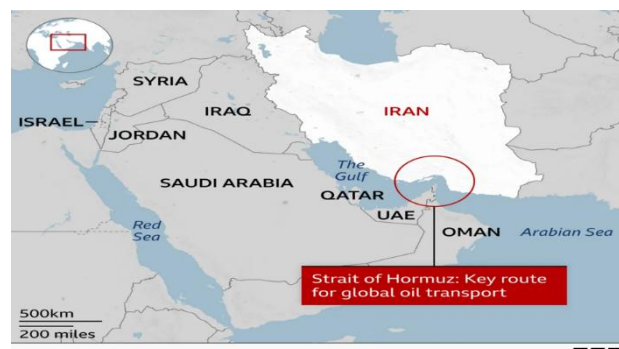 SYRIA
ISRAEL
IRAQ
IRAN
JORDAN
The
Gulf
SAUDI ARABIA
QATAR
UAE
Red
Sea
OMAN
Arabian Sea
Strait of Hormuz: Key route
for global oil transport
500km
200 miles